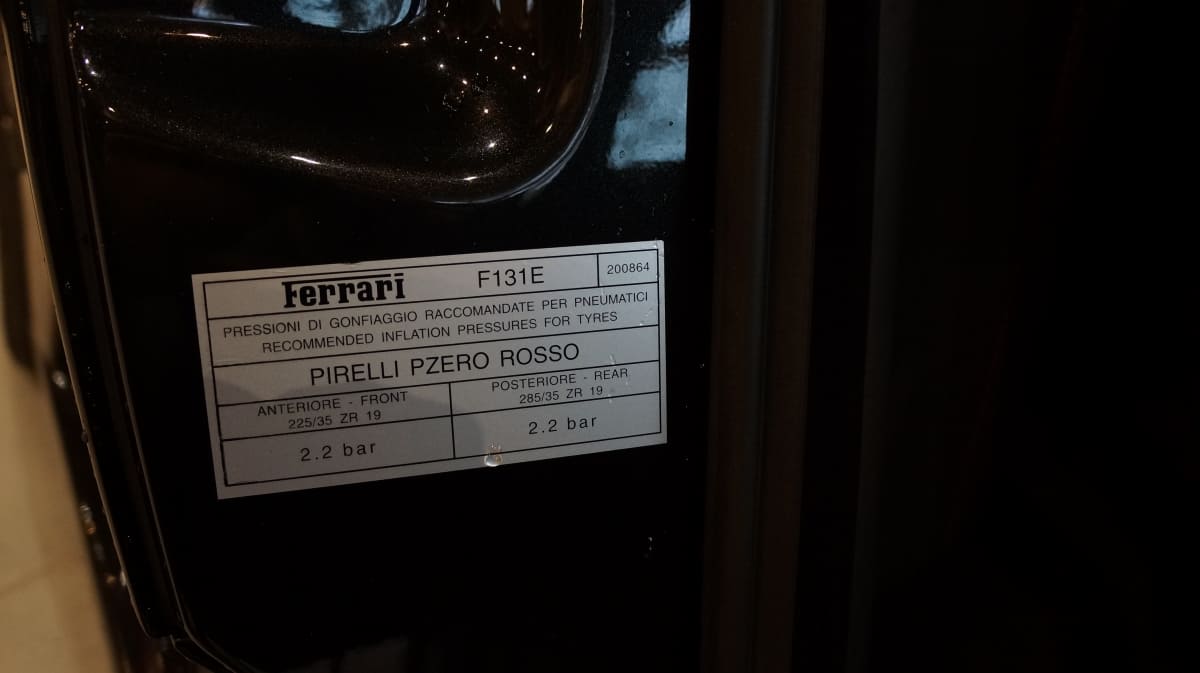 Ferrari F131E 200864
PRESSIONI DI GONFIAGGIO RACCOMANDATE PER PNEUMATICI
RECOMMENDED INFLATION PRESSURES FOR TYRES
PIRELLI PZERO ROSSO
ANTERIORE - FRONT
225/35 ZR 19
POSTERIORE - REAR
285/35 ZR 19
2.2 bar
2.2 bar